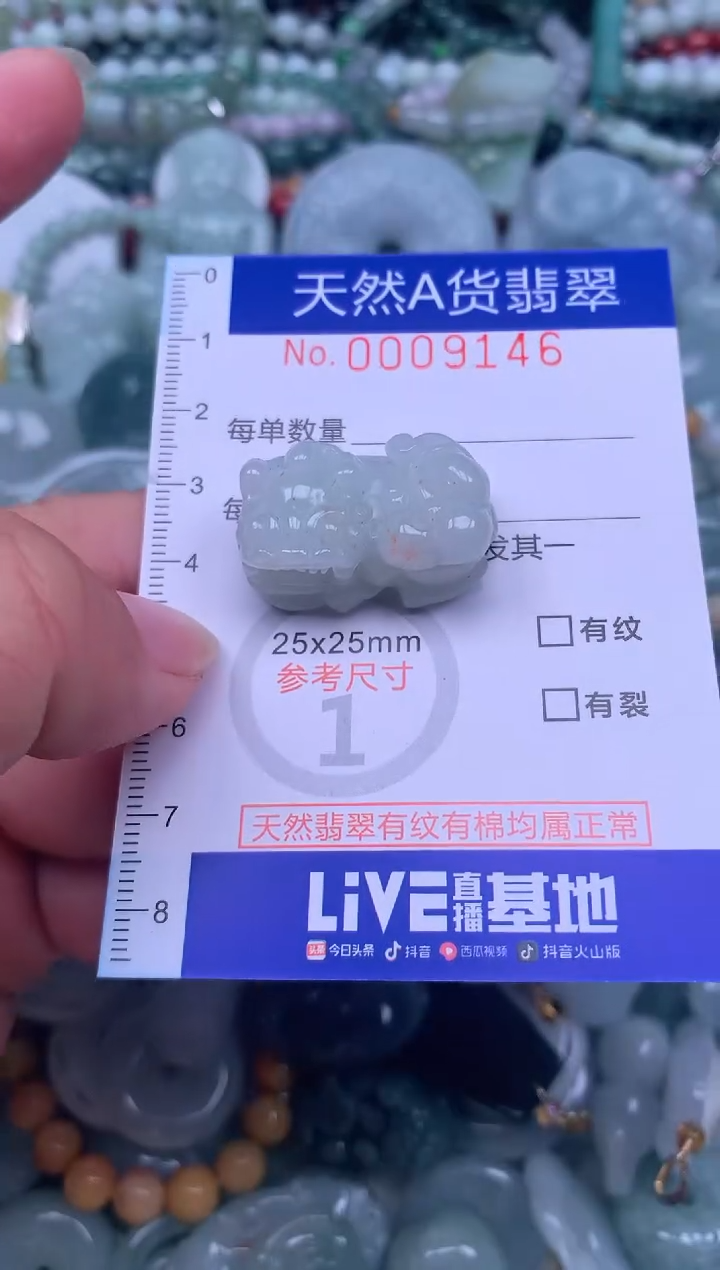 天然A货翡翠
No. 0009146
0
1
2
3
4
6
7
8
每单数量
每
发其一
25x25mm
参考尺寸
1
有纹
有裂
天然翡翠有纹有棉均属正常
LiVE直播基地
头条 今日头条 抖音 西瓜视频 抖音火山版